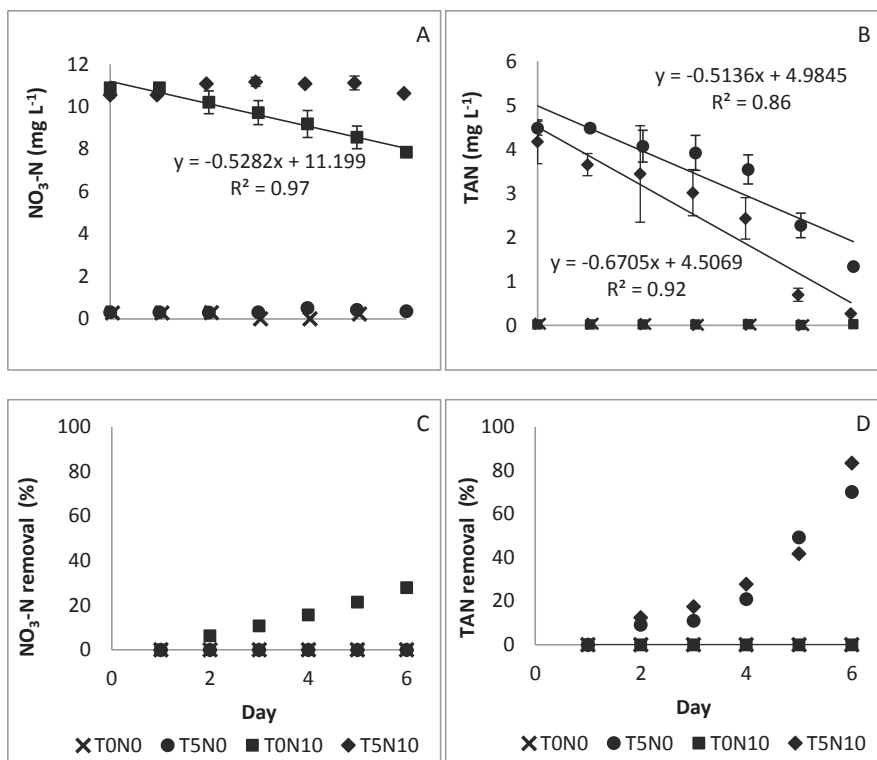 A
NO₃-N (mg L⁻¹)
12
10
8
6
4
2
0
y = -0.5282x + 11.199
R² = 0.97
B
TAN (mg L⁻¹)
6
5
4
3
2
1
0
y = -0.5136x + 4.9845
R² = 0.86
y = -0.6705x + 4.5069
R² = 0.92
C
NO₃-N removal (%)
100
80
60
40
20
0
0 2 4 6
Day
D
TAN removal (%)
100
80
60
40
20
0
0 2 4 6
Day
T0N0 T5N0 T0N10 T5N10
T0N0 T5N0 T0N10 T5N10